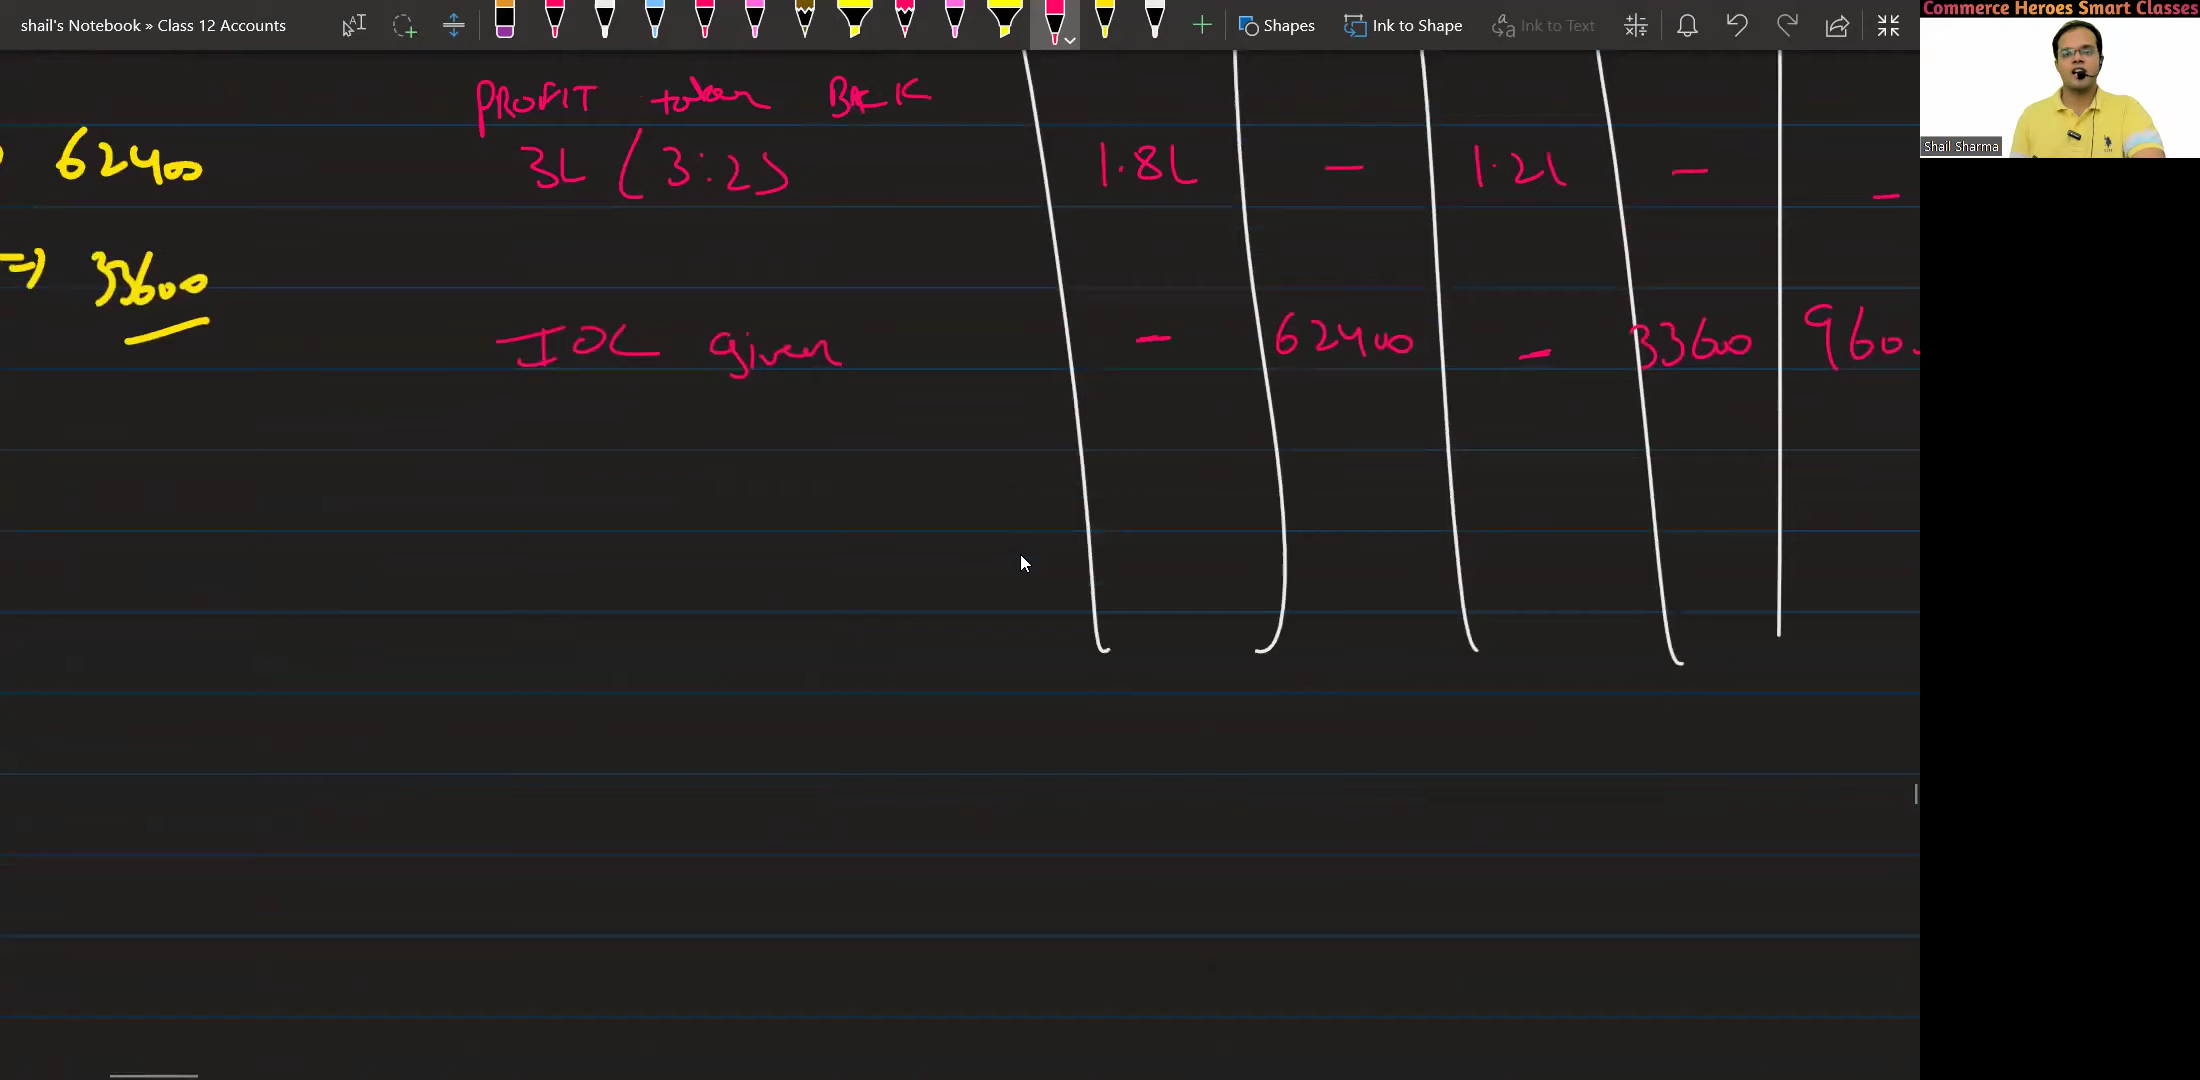 shail's Notebook » Class 12 Accounts
Shapes
Ink to Shape
Ink to Text
Commerce Heroes Smart Classes
Shail Sharma
PROFIT taken BACK
62400
3L (3:2)
1.8L
-
1.2L
-
-
=) 33600
IOC given
-
62400
-
33600
960